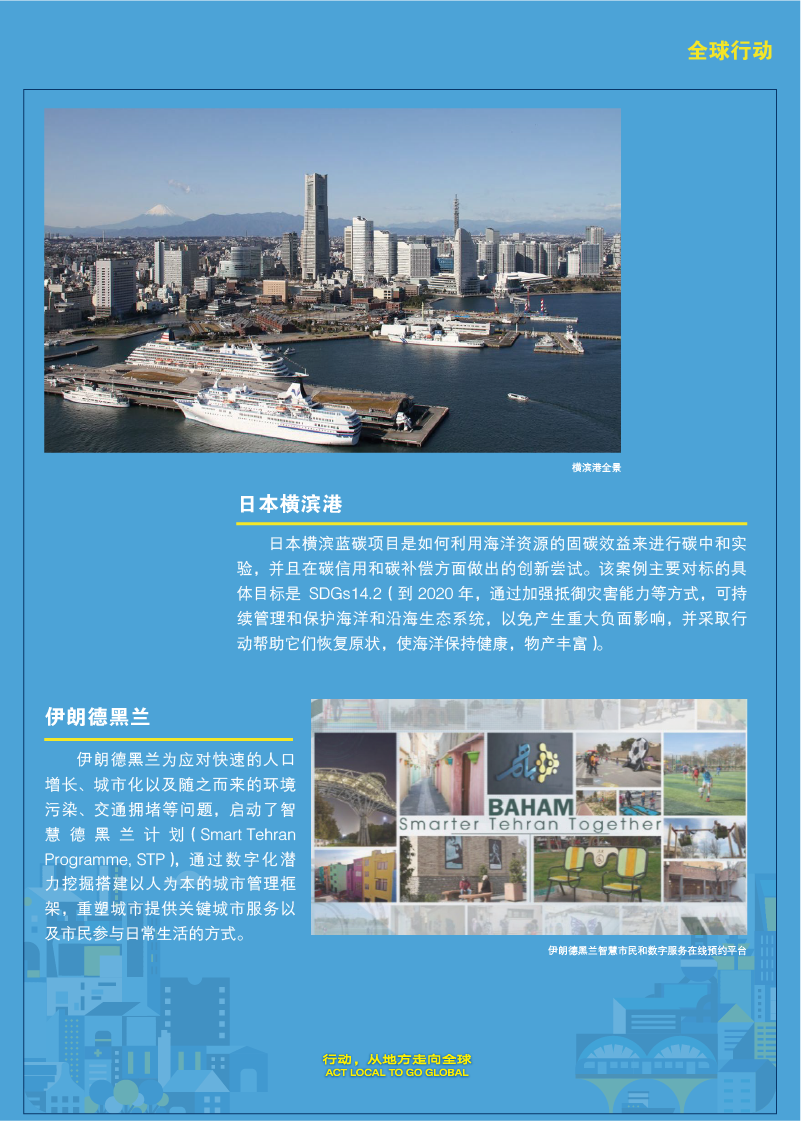 全球行动
横滨港全景
日本横滨港
日本横滨蓝碳项目是如何利用海洋资源的固碳效益来进行碳中和实
验，并且在碳信用和碳补偿方面做出的创新尝试。该案例主要对标的具
体目标是 SDGs14.2（到 2020 年，通过加强抵御灾害能力等方式，可持
续管理和保护海洋和沿海生态系统，以免产生重大负面影响，并采取行
动帮助它们恢复原状，使海洋保持健康，物产丰富）。
伊朗德黑兰
伊朗德黑兰为应对快速的人口
增长、城市化以及随之而来的环境
污染、交通拥堵等问题，启动了智
慧德黑兰计划（Smart Tehran
Programme, STP），通过数字化潜
力挖掘搭建以人为本的城市管理框
架，重塑城市提供关键城市服务以
及市民参与日常生活的方式。
BAHAM
Smarter Tehran Together
伊朗德黑兰智慧市民和数字服务在线预约平台
行动，从地方走向全球
ACT LOCAL TO GO GLOBAL